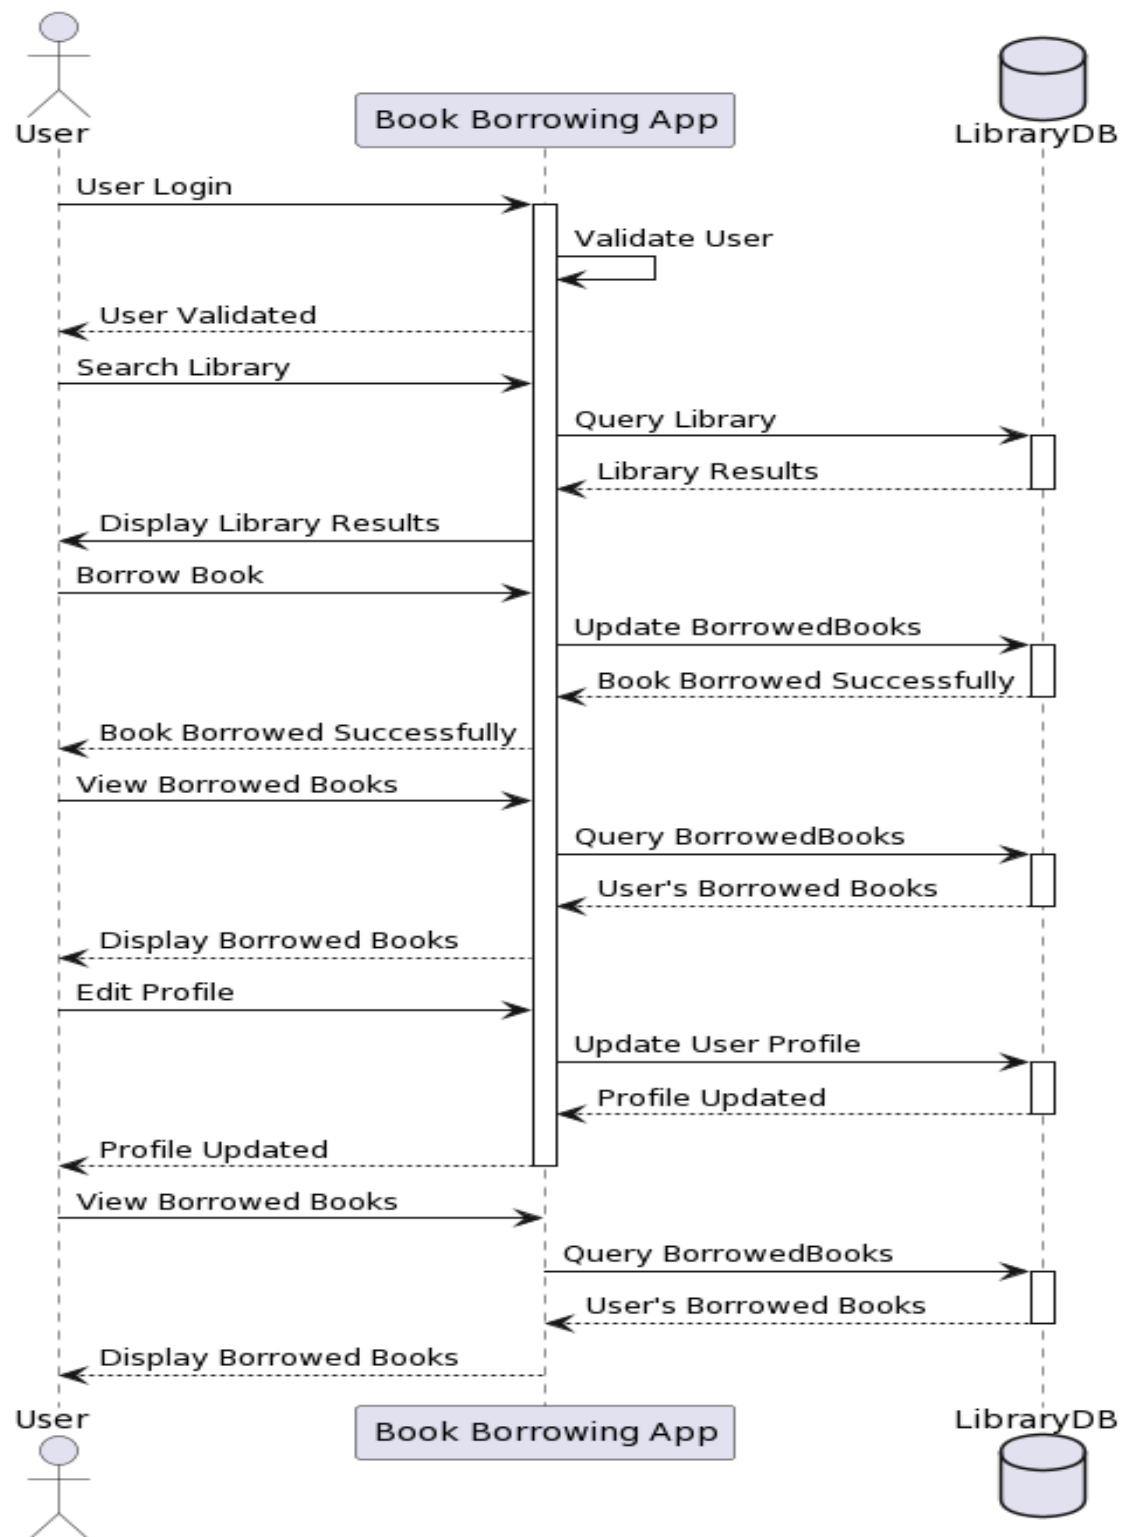 User
Book Borrowing App
LibraryDB
User Login
Validate User
User Validated
Search Library
Query Library
Library Results
Display Library Results
Borrow Book
Update BorrowedBooks
Book Borrowed Successfully
Book Borrowed Successfully
View Borrowed Books
Query BorrowedBooks
User's Borrowed Books
Display Borrowed Books
Edit Profile
Update User Profile
Profile Updated
Profile Updated
View Borrowed Books
Query BorrowedBooks
User's Borrowed Books
Display Borrowed Books
User
Book Borrowing App
LibraryDB